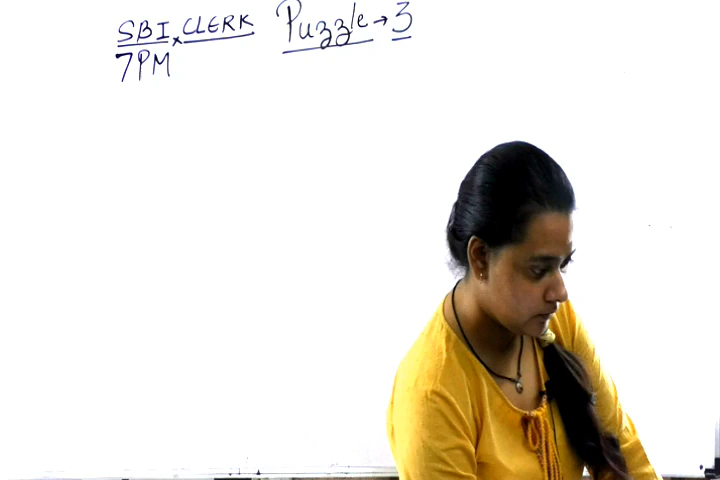 SBI x CLERK Puzzle → 3
7PM